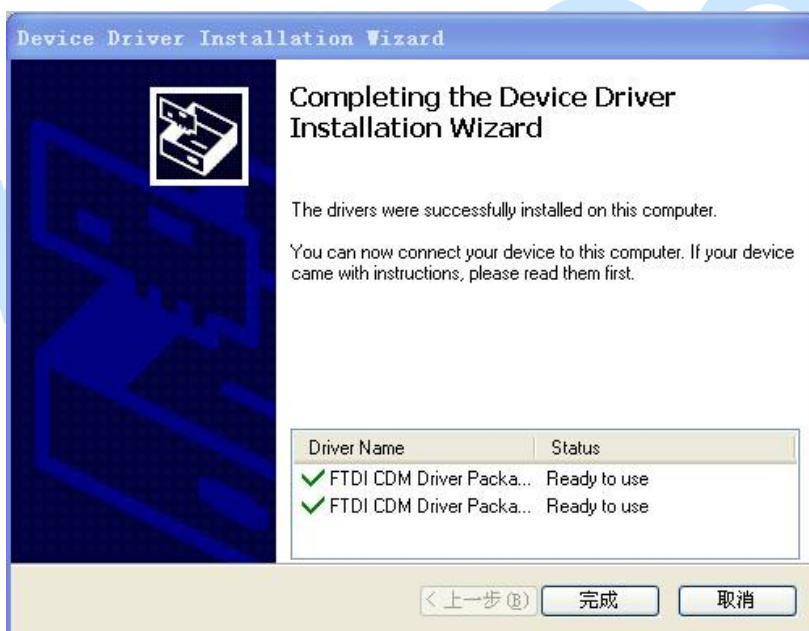 Device Driver Installation Wizard
Completing the Device Driver
Installation Wizard
The drivers were successfully installed on this computer.
You can now connect your device to this computer. If your device
came with instructions, please read them first.
Driver Name Status
FTDI CDM Driver Packa... Ready to use
FTDI CDM Driver Packa... Ready to use
< 上一步(B) 完成 取消